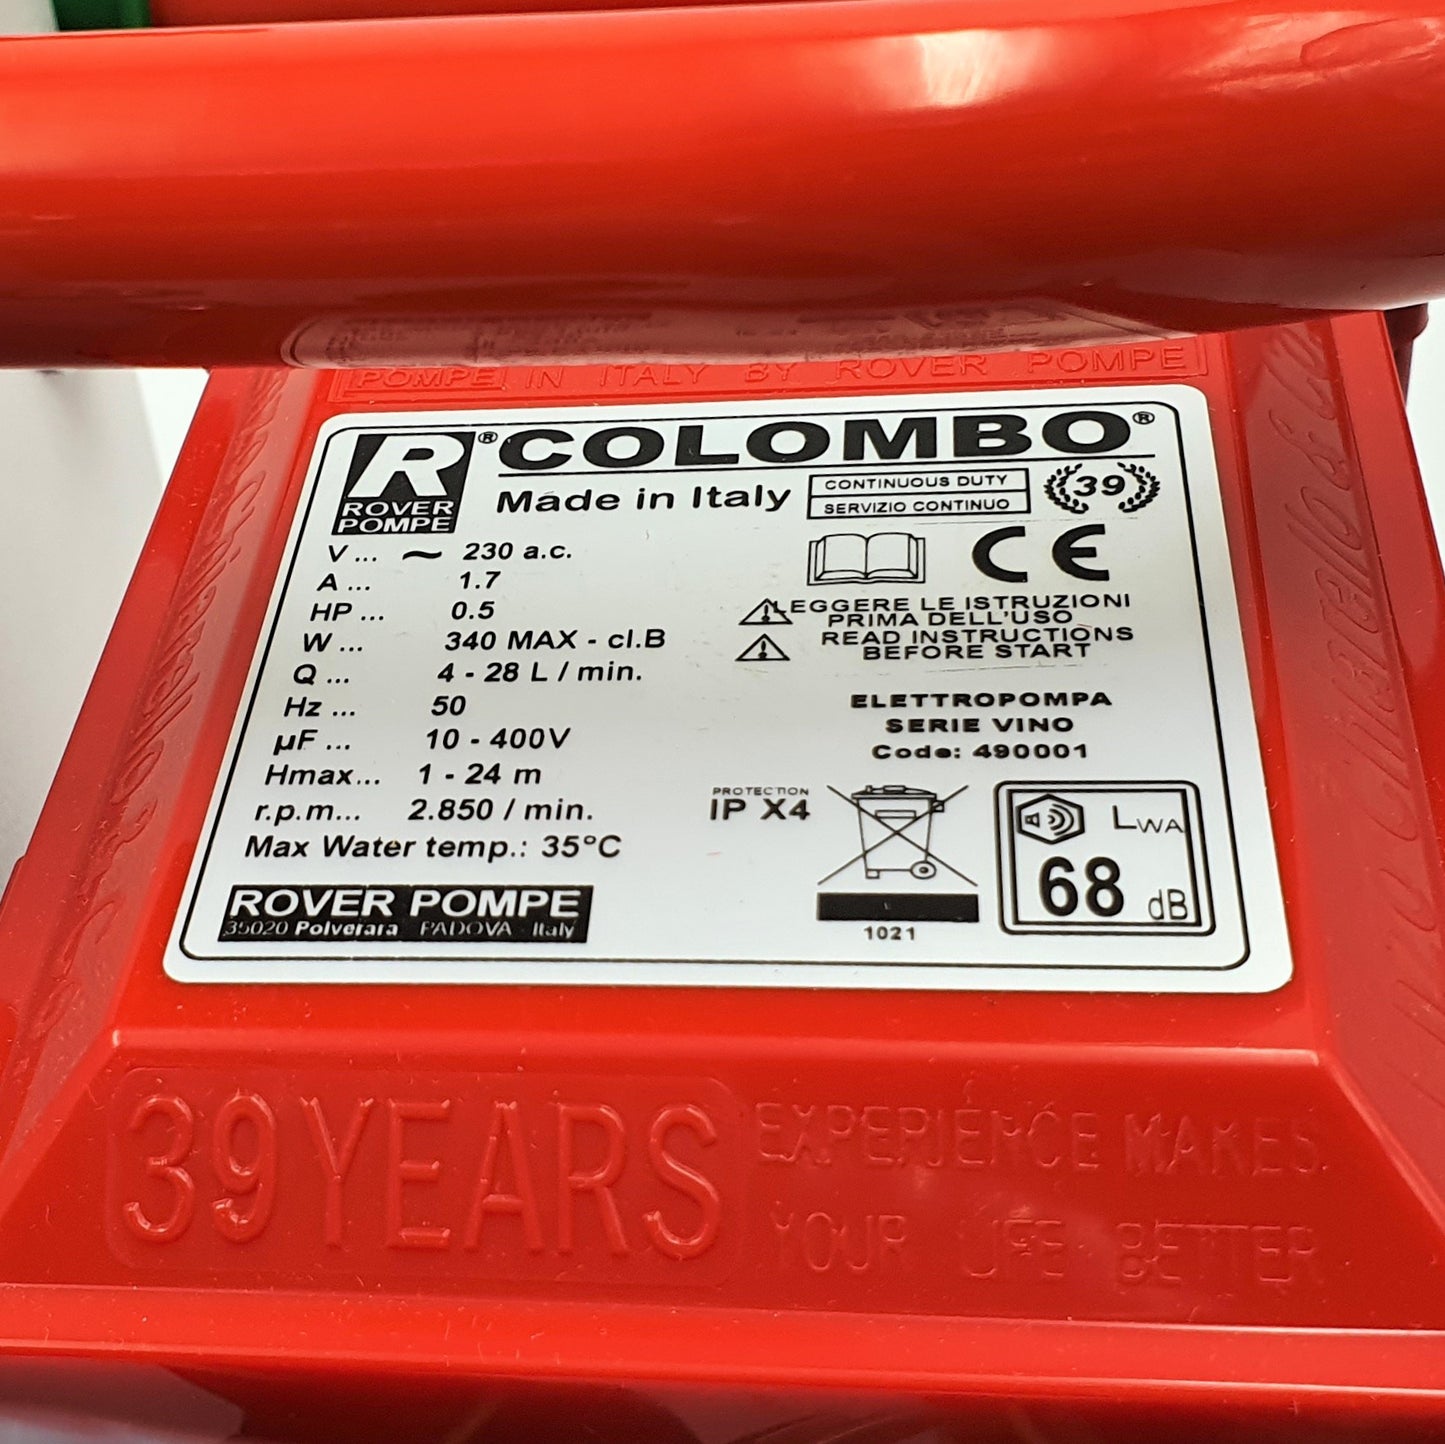 POMPE IN ITALY BY ROVER POMPE
R® COLOMBO®
ROVER
POMPE
Made in Italy
CONTINUOUS DUTY
SERVIZIO CONTINUO
39
CE
V ... ~ 230 a.c.
A ... 1.7
HP ... 0.5
W ... 340 MAX - cl.B
Q ... 4 - 28 L / min.
Hz ... 50
µF ... 10 - 400V
Hmax... 1 - 24 m
r.p.m... 2.850 / min.
Max Water temp.: 35°C
LEGGERE LE ISTRUZIONI
PRIMA DELL'USO
READ INSTRUCTIONS
BEFORE START
ELETTROPOMPA
SERIE VINO
Code: 490001
PROTECTION
IP X4
1021
LWA
68 dB
ROVER POMPE
35020 Polverara PADOVA - Italy
39 YEARS
EXPERIENCE MAKES
YOUR LIFE BETTER